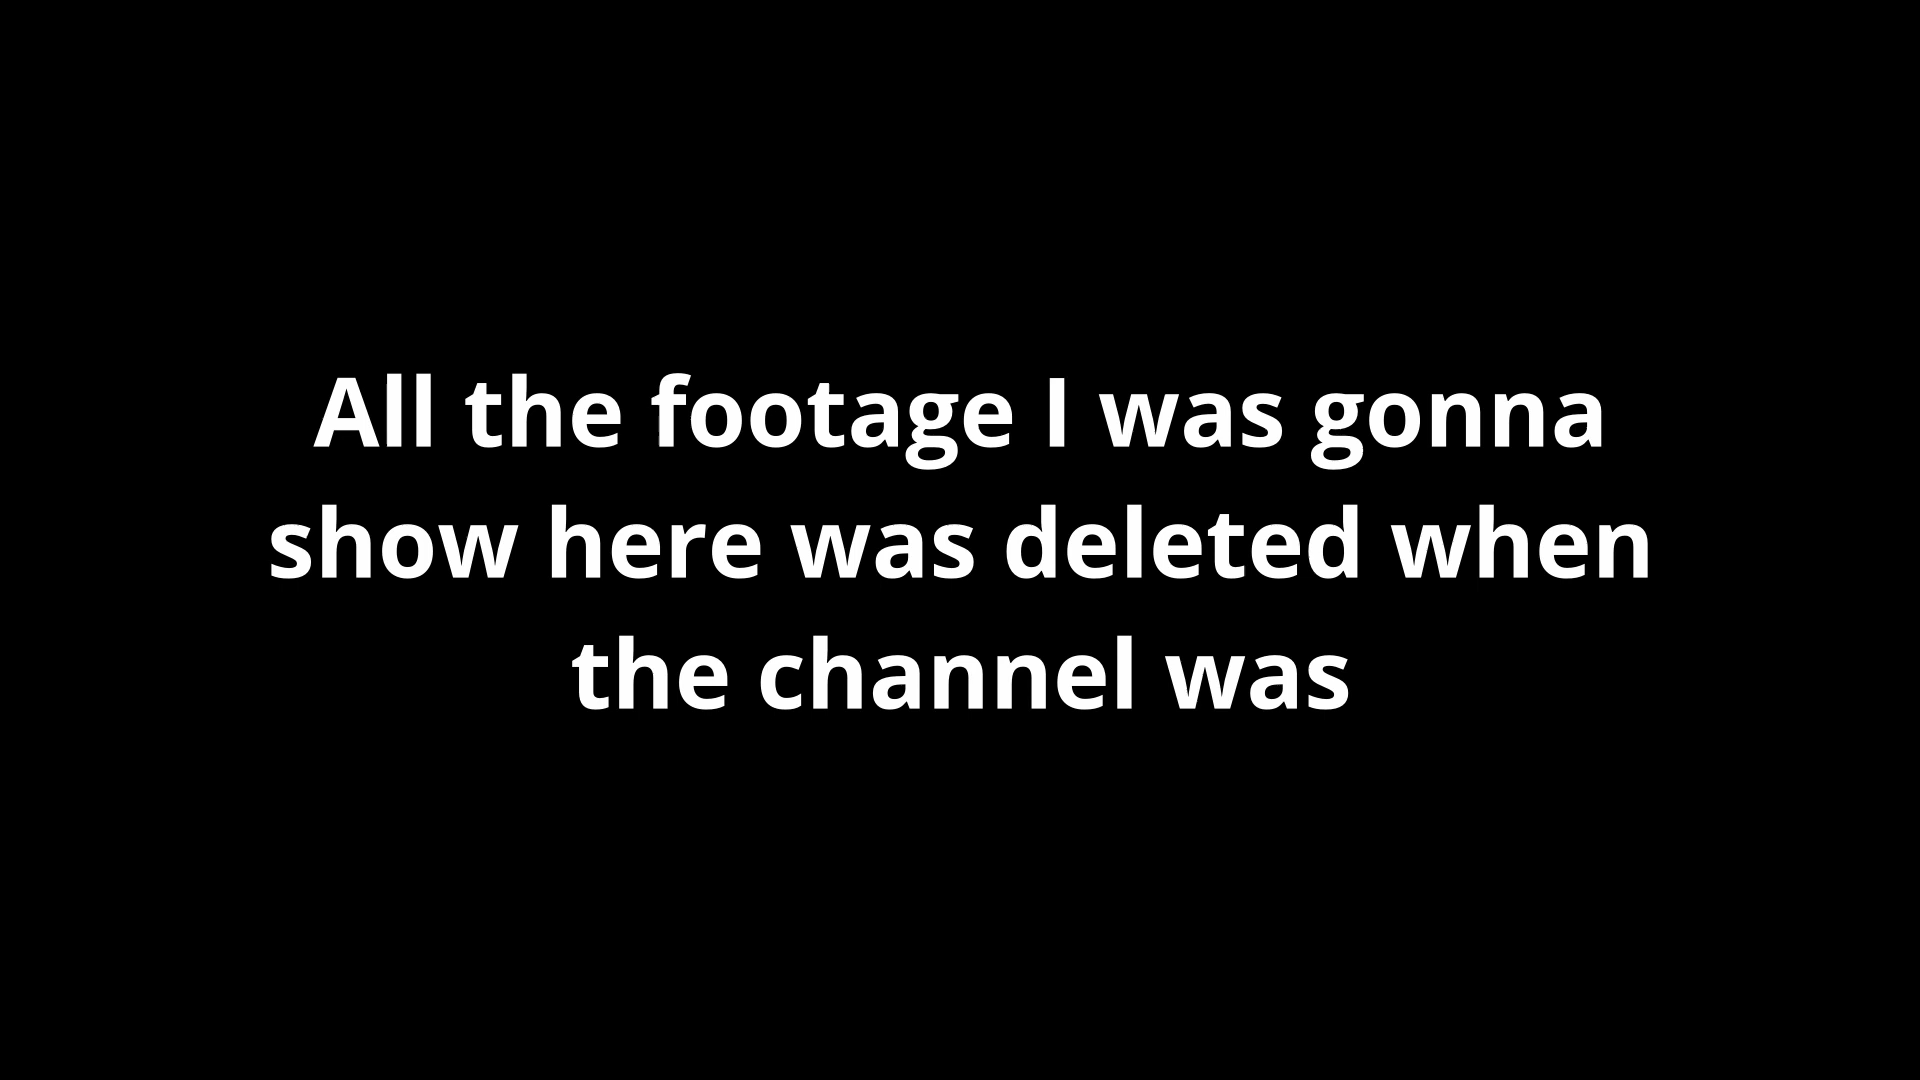 All the footage I was gonna
show here was deleted when
the channel was